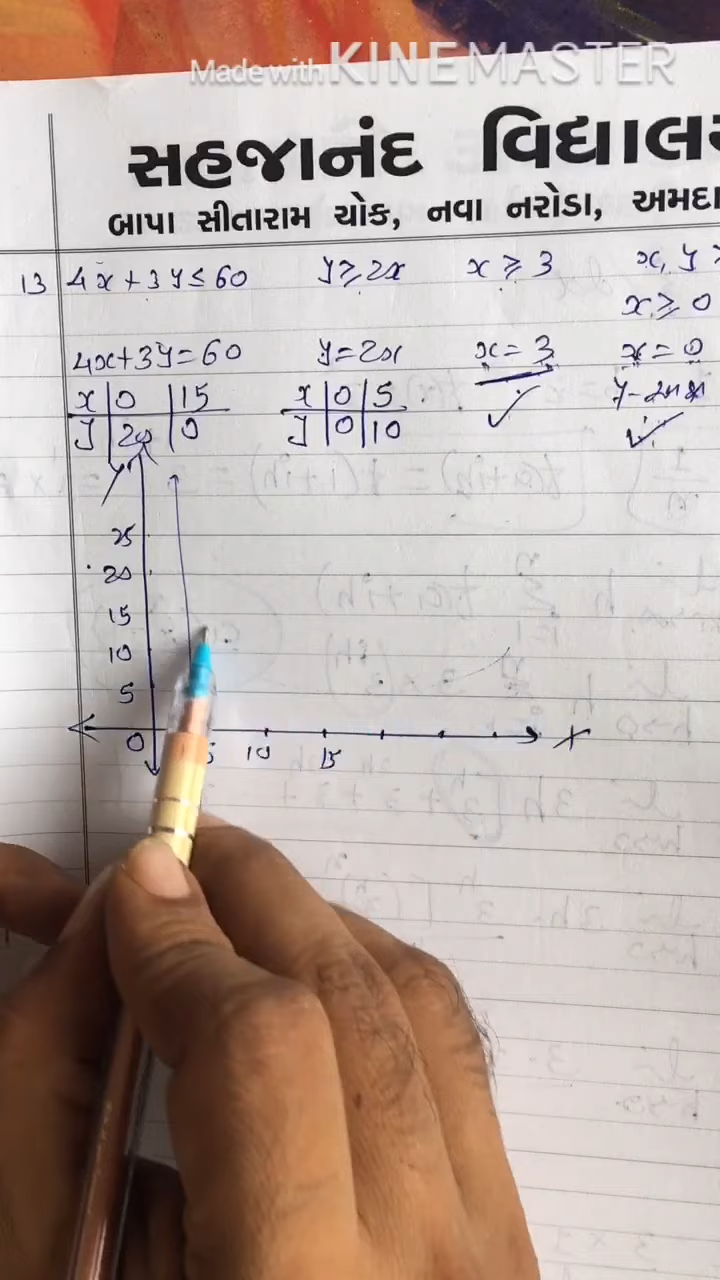 Made with KINEMASTER
સહજાનંદ વિદ્યાલય
બાપા સીતારામ ચોક, નવા નરોડા, અમદા
13 4x + 3y ≤ 60 y ≥ 2x x ≥ 3 x, y ≥
x ≥ 0
4x+3y=60 y=2x x = 3 x = 0
x 0 15 x 0 5
y 20 0 y 0 10
25
20
15
10
5
0 5 10 15 X